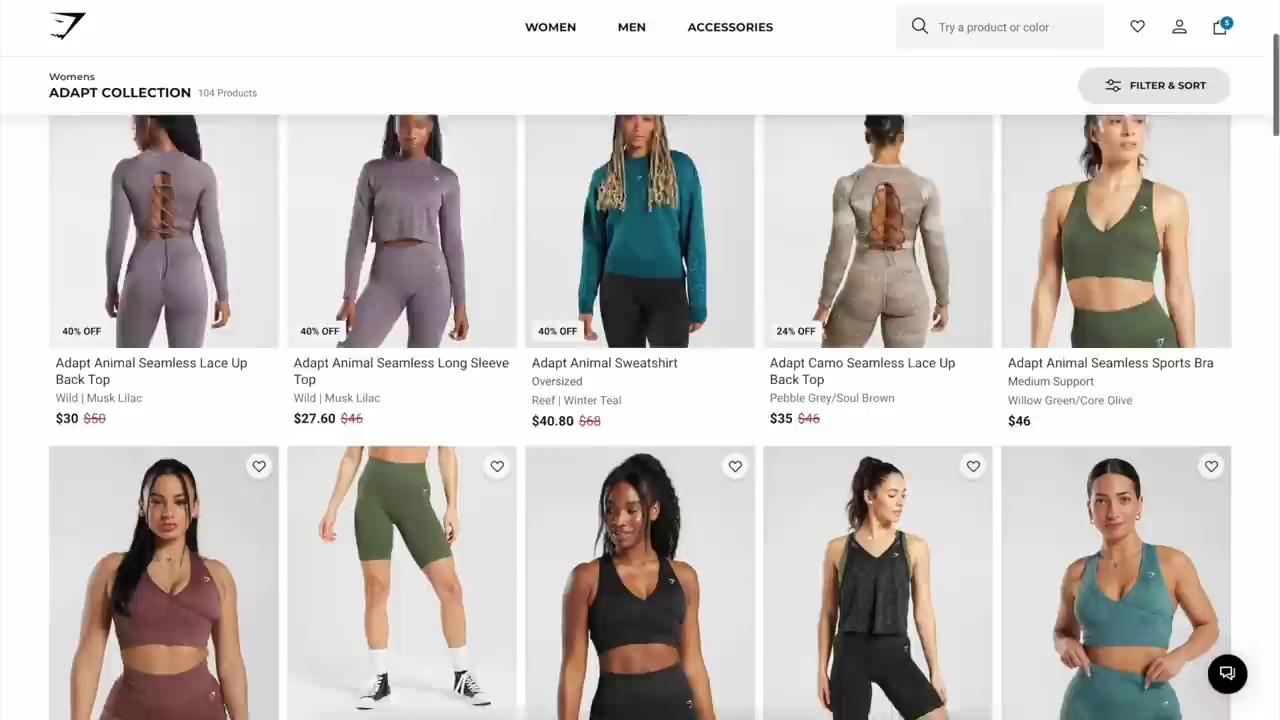 WOMEN MEN ACCESSORIES Try a product or color 5
Womens
ADAPT COLLECTION 104 Products
FILTER & SORT
40% OFF 40% OFF 40% OFF 24% OFF
Adapt Animal Seamless Lace Up
Back Top
Wild | Musk Lilac
$30 $50
Adapt Animal Seamless Long Sleeve
Top
Wild | Musk Lilac
$27.60 $46
Adapt Animal Sweatshirt
Oversized
Reef | Winter Teal
$40.80 $68
Adapt Camo Seamless Lace Up
Back Top
Pebble Grey/Soul Brown
$35 $46
Adapt Animal Seamless Sports Bra
Medium Support
Willow Green/Core Olive
$46